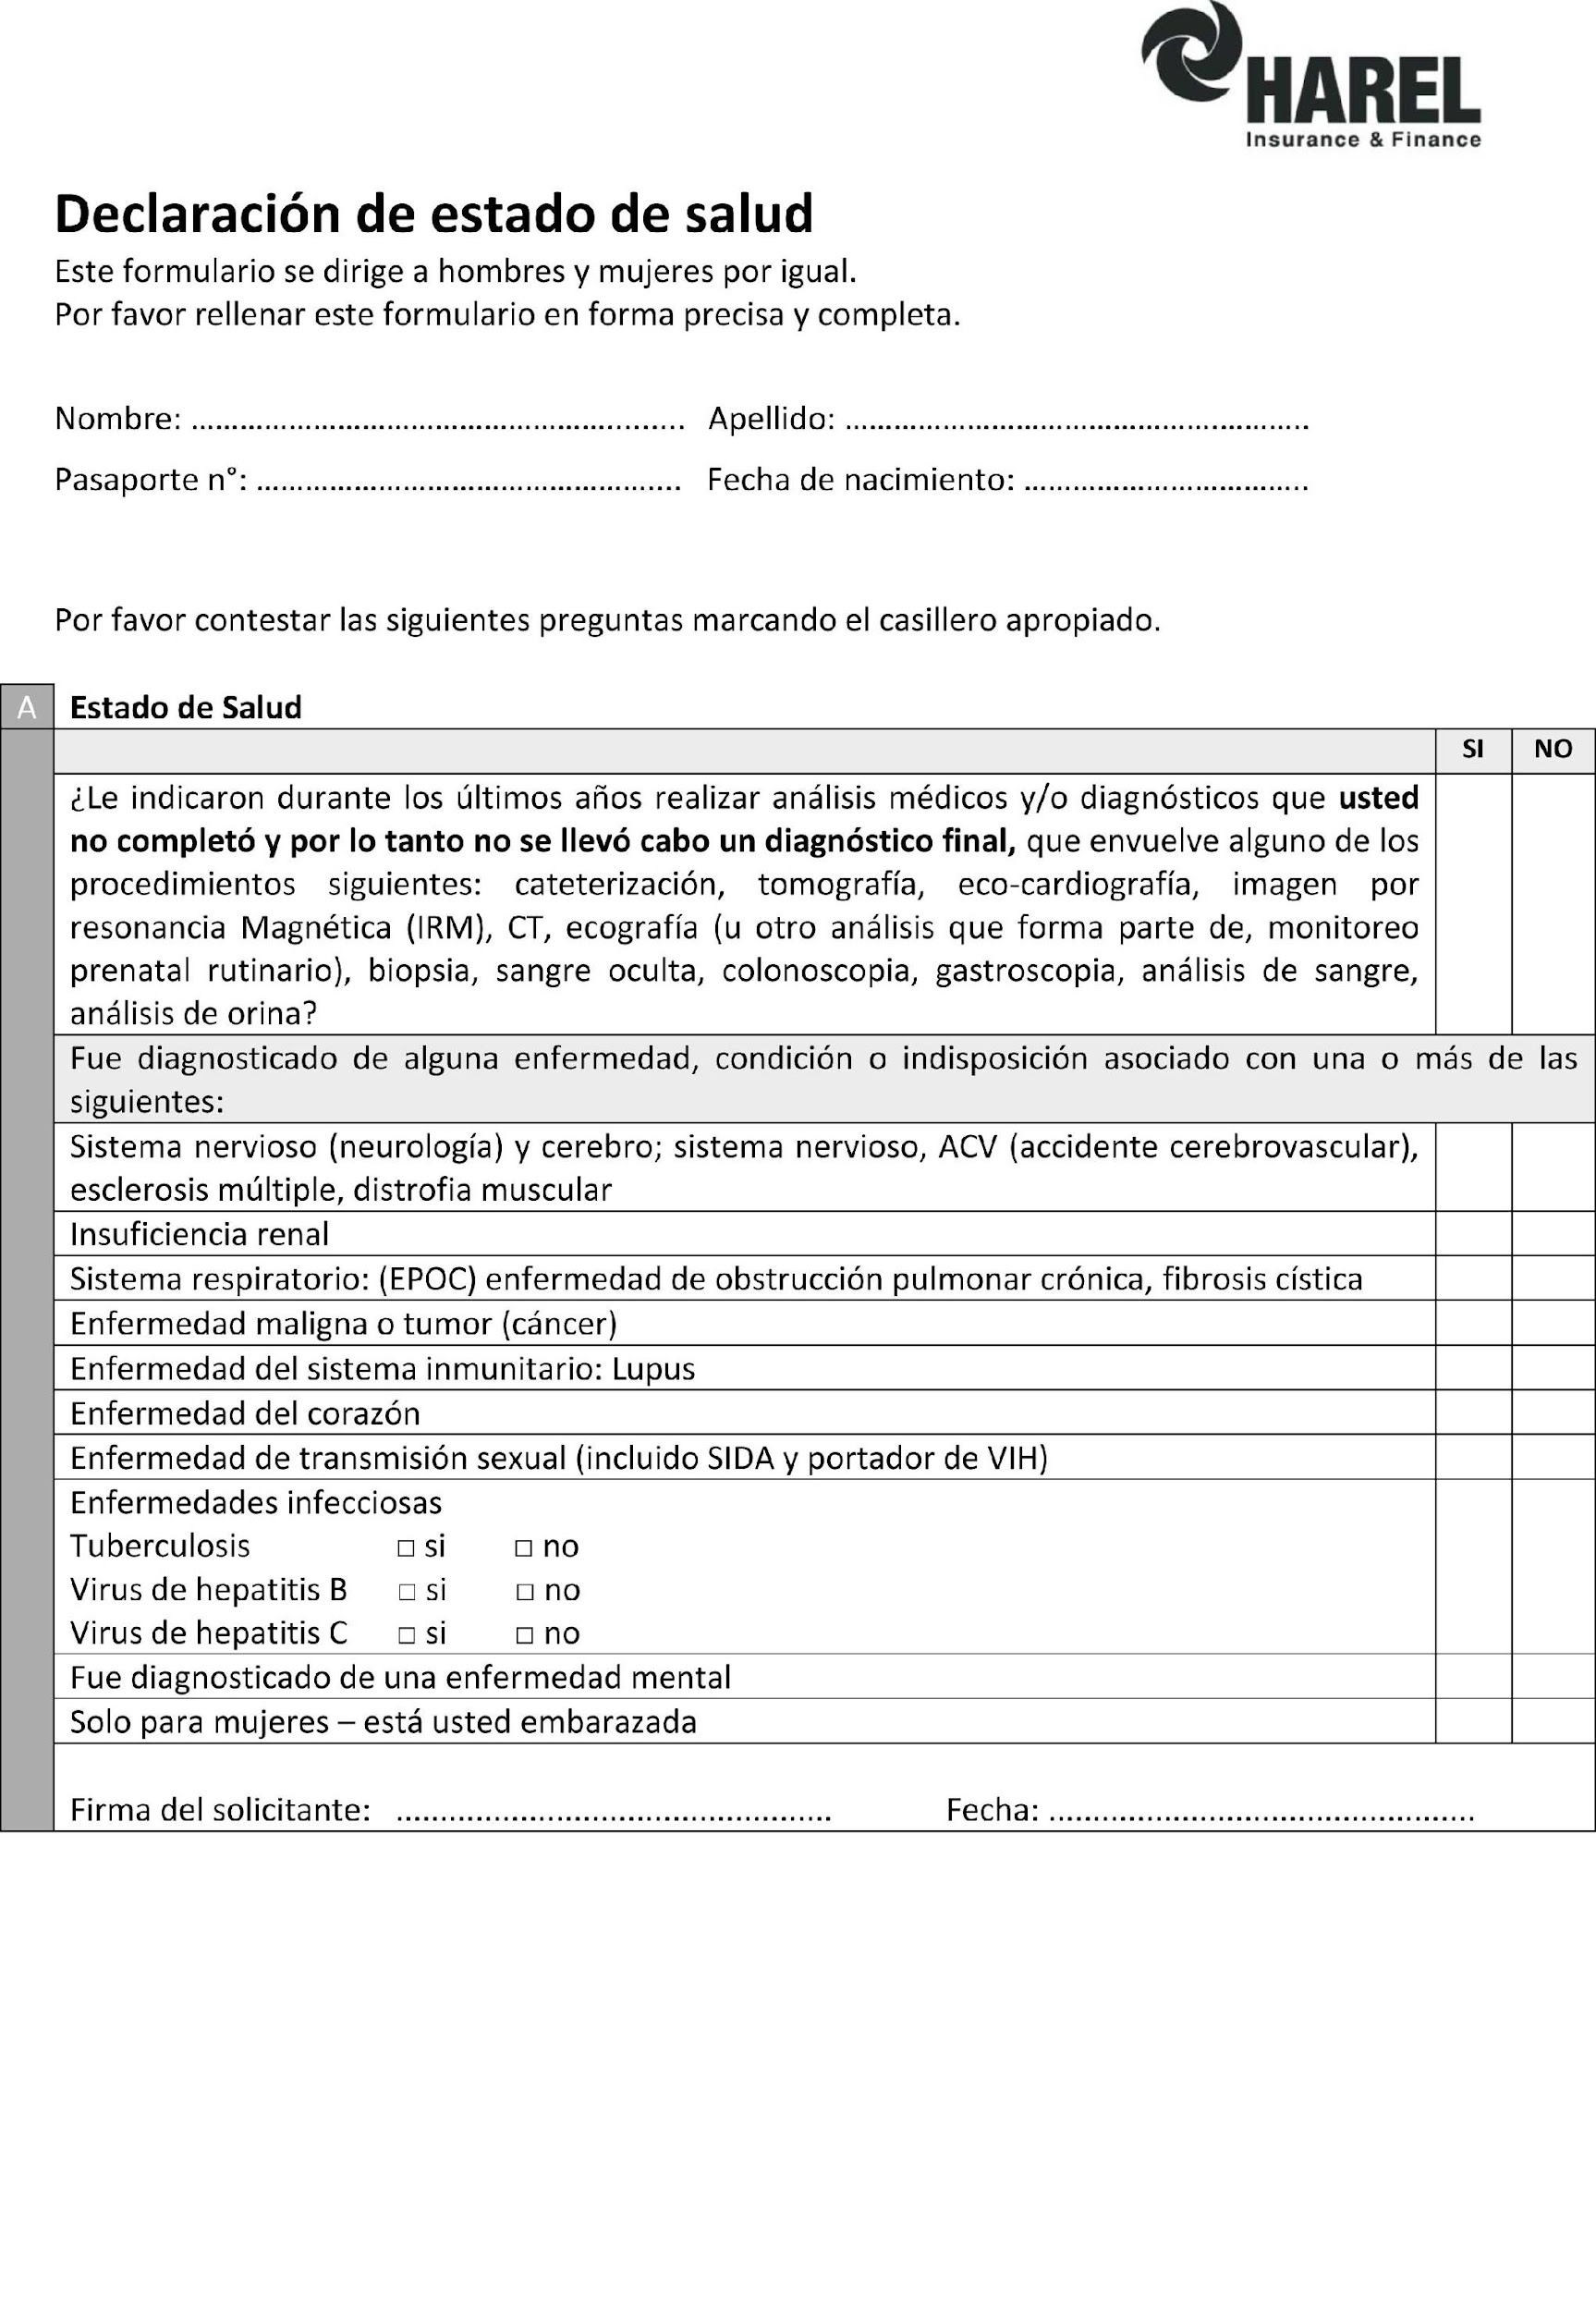 HAREL
Insurance & Finance
Declaración de estado de salud
Este formulario se dirige a hombres y mujeres por igual.
Por favor rellenar este formulario en forma precisa y completa.
Nombre: ........................................................ Apellido: ........................................................
Pasaporte n°: ........................................................ Fecha de nacimiento: ........................................
Por favor contestar las siguientes preguntas marcando el casillero apropiado.
A Estado de Salud
SI NO
¿Le indicaron durante los últimos años realizar análisis médicos y/o diagnósticos que usted
no completó y por lo tanto no se llevó cabo un diagnóstico final, que envuelve alguno de los
procedimientos siguientes: cateterización, tomografía, eco-cardiografía, imagen por
resonancia Magnética (IRM), CT, ecografía (u otro análisis que forma parte de, monitoreo
prenatal rutinario), biopsia, sangre oculta, colonoscopia, gastroscopia, análisis de sangre,
análisis de orina?
Fue diagnosticado de alguna enfermedad, condición o indisposición asociado con una o más de las
siguientes:
Sistema nervioso (neurología) y cerebro; sistema nervioso, ACV (accidente cerebrovascular),
esclerosis múltiple, distrofia muscular
Insuficiencia renal
Sistema respiratorio: (EPOC) enfermedad de obstrucción pulmonar crónica, fibrosis cística
Enfermedad maligna o tumor (cáncer)
Enfermedad del sistema inmunitario: Lupus
Enfermedad del corazón
Enfermedad de transmisión sexual (incluido SIDA y portador de VIH)
Enfermedades infecciosas
Tuberculosis □ si □ no
Virus de hepatitis B □ si □ no
Virus de hepatitis C □ si □ no
Fue diagnosticado de una enfermedad mental
Solo para mujeres – está usted embarazada
Firma del solicitante: ................................................ Fecha: ................................................